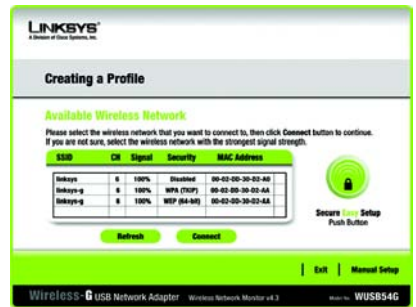 LINKSYS®
A Division of Cisco Systems, Inc.
Creating a Profile
Available Wireless Network
Please select the wireless network that you want to connect to, then click Connect button to continue.
If you are not sure, select the wireless network with the strongest signal strength.
SSID CH Signal Security MAC Address
linksys 6 100% Disabled 00-02-DD-30-D2-A0
linksys-g 6 100% WPA (TKIP) 00-02-DD-30-D2-AA
linksys-g 6 100% WEP (64-bit) 00-02-DD-30-D2-AA
Refresh Connect
Secure Easy Setup
Push Button
Exit Manual Setup
Wireless-G USB Network Adapter Wireless Network Monitor v4.3 Model No. WUSB54G